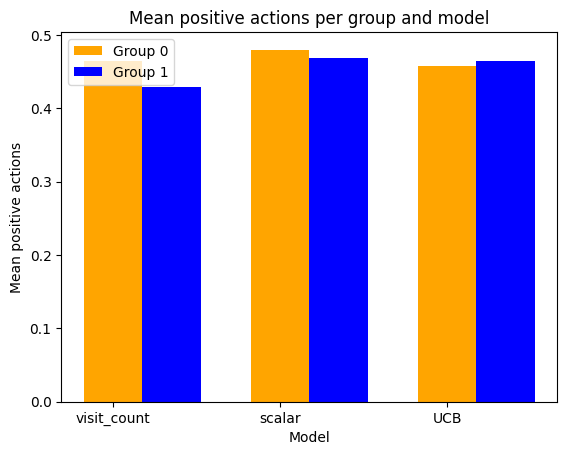 Mean positive actions per group and model
Group 0
Group 1
Mean positive actions
0.5
0.4
0.3
0.2
0.1
0.0
visit_count scalar UCB
Model